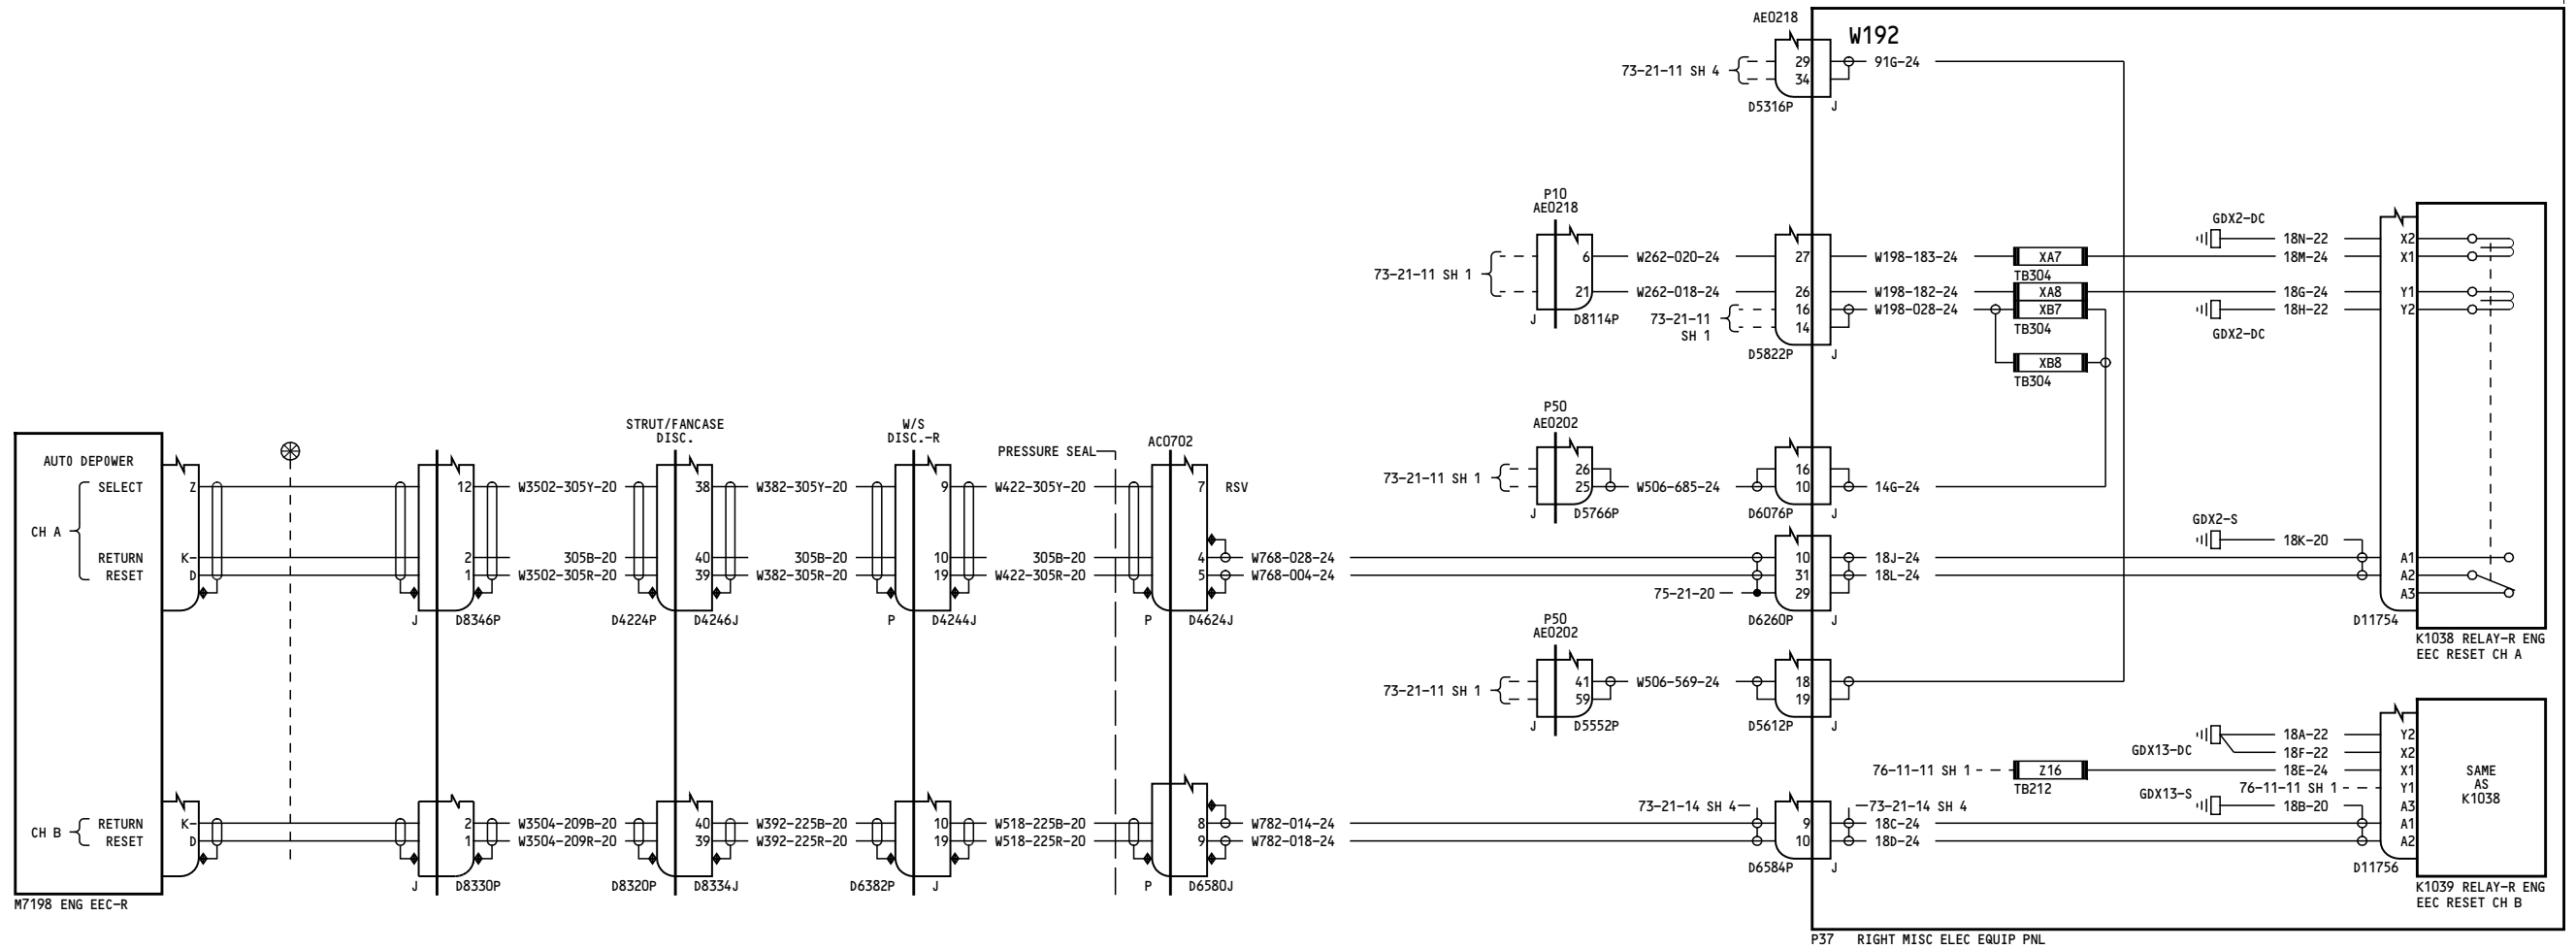 AE0218
W192
73-21-11 SH 4
29
34
91G-24
D5316P
J
P10
AE0218
73-21-11 SH 1
6
21
J
D8114P
W262-020-24
W262-018-24
73-21-11
SH 1
27
26
16
14
D5822P
J
W198-183-24
W198-182-24
W198-028-24
XA7
TB304
XA8
XB7
TB304
XB8
TB304
GDX2-DC
18N-22
18M-24
18G-24
18H-22
GDX2-DC
X2
X1
Y1
Y2
P50
AE0202
73-21-11 SH 1
26
25
J
D5766P
W506-685-24
16
10
D6076P
J
14G-24
GDX2-S
18K-20
STRUT/FANCASE
DISC.
W/S
DISC.-R
PRESSURE SEAL
AC0702
AUTO DEPOWER
SELECT
CH A
RETURN
RESET
Z
K-
D
12
2
1
J
D8346P
W3502-305Y-20
305B-20
W3502-305R-20
38
40
39
D4224P
D4246J
W382-305Y-20
305B-20
W382-305R-20
9
10
19
P
D4244J
W422-305Y-20
305B-20
W422-305R-20
7
4
5
RSV
P
D4624J
W768-028-24
W768-004-24
75-21-20
10
31
29
D6260P
J
18J-24
18L-24
A1
A2
A3
D11754
K1038 RELAY-R ENG
EEC RESET CH A
P50
AE0202
73-21-11 SH 1
41
59
J
D5552P
W506-569-24
18
19
D5612P
J
CH B
RETURN
RESET
K-
D
2
1
J
D8330P
W3504-209B-20
W3504-209R-20
40
39
D8320P
D8334J
W392-225B-20
W392-225R-20
10
19
D6382P
J
W518-225B-20
W518-225R-20
8
9
P
D6580J
W782-014-24
W782-018-24
73-21-14 SH 4
9
10
D6584P
J
73-21-14 SH 4
18C-24
18D-24
76-11-11 SH 1
Z16
TB212
GDX13-DC
18A-22
18F-22
18E-24
76-11-11 SH 1
GDX13-S
18B-20
Y2
X2
X1
Y1
A3
A1
A2
D11756
SAME
AS
K1038
K1039 RELAY-R ENG
EEC RESET CH B
M7198 ENG EEC-R
P37 RIGHT MISC ELEC EQUIP PNL